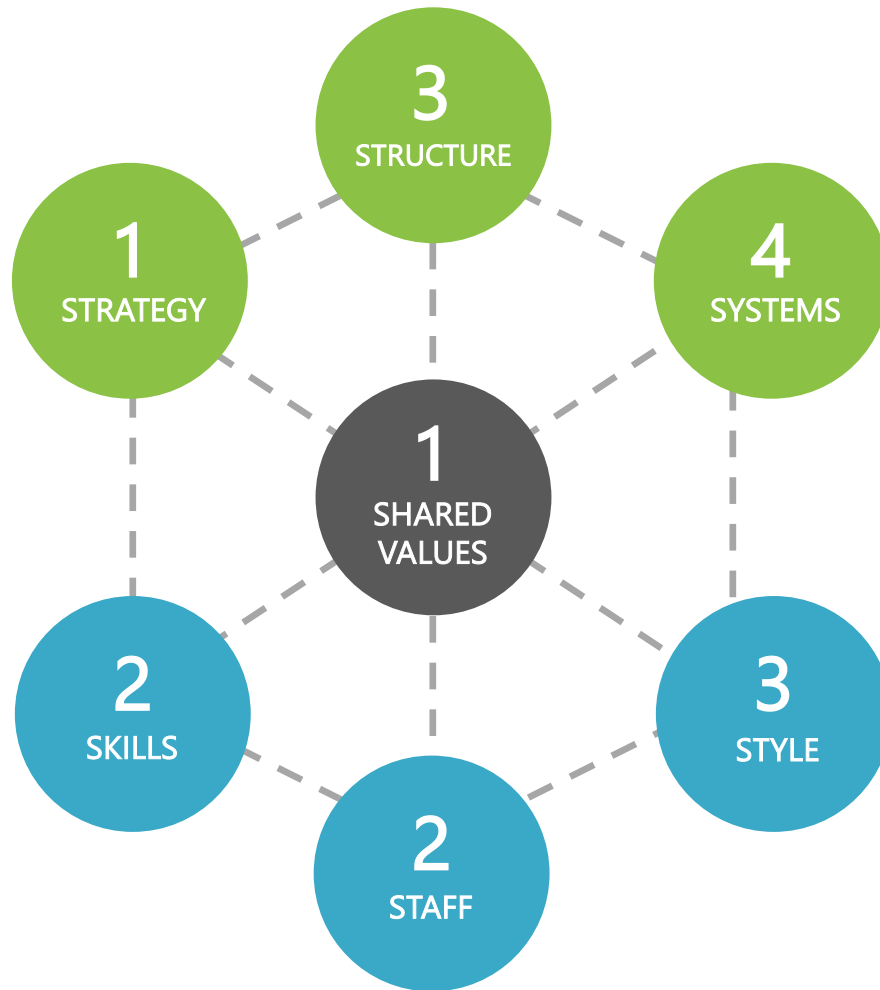 3
STRUCTURE
1
STRATEGY
4
SYSTEMS
1
SHARED
VALUES
2
SKILLS
3
STYLE
2
STAFF